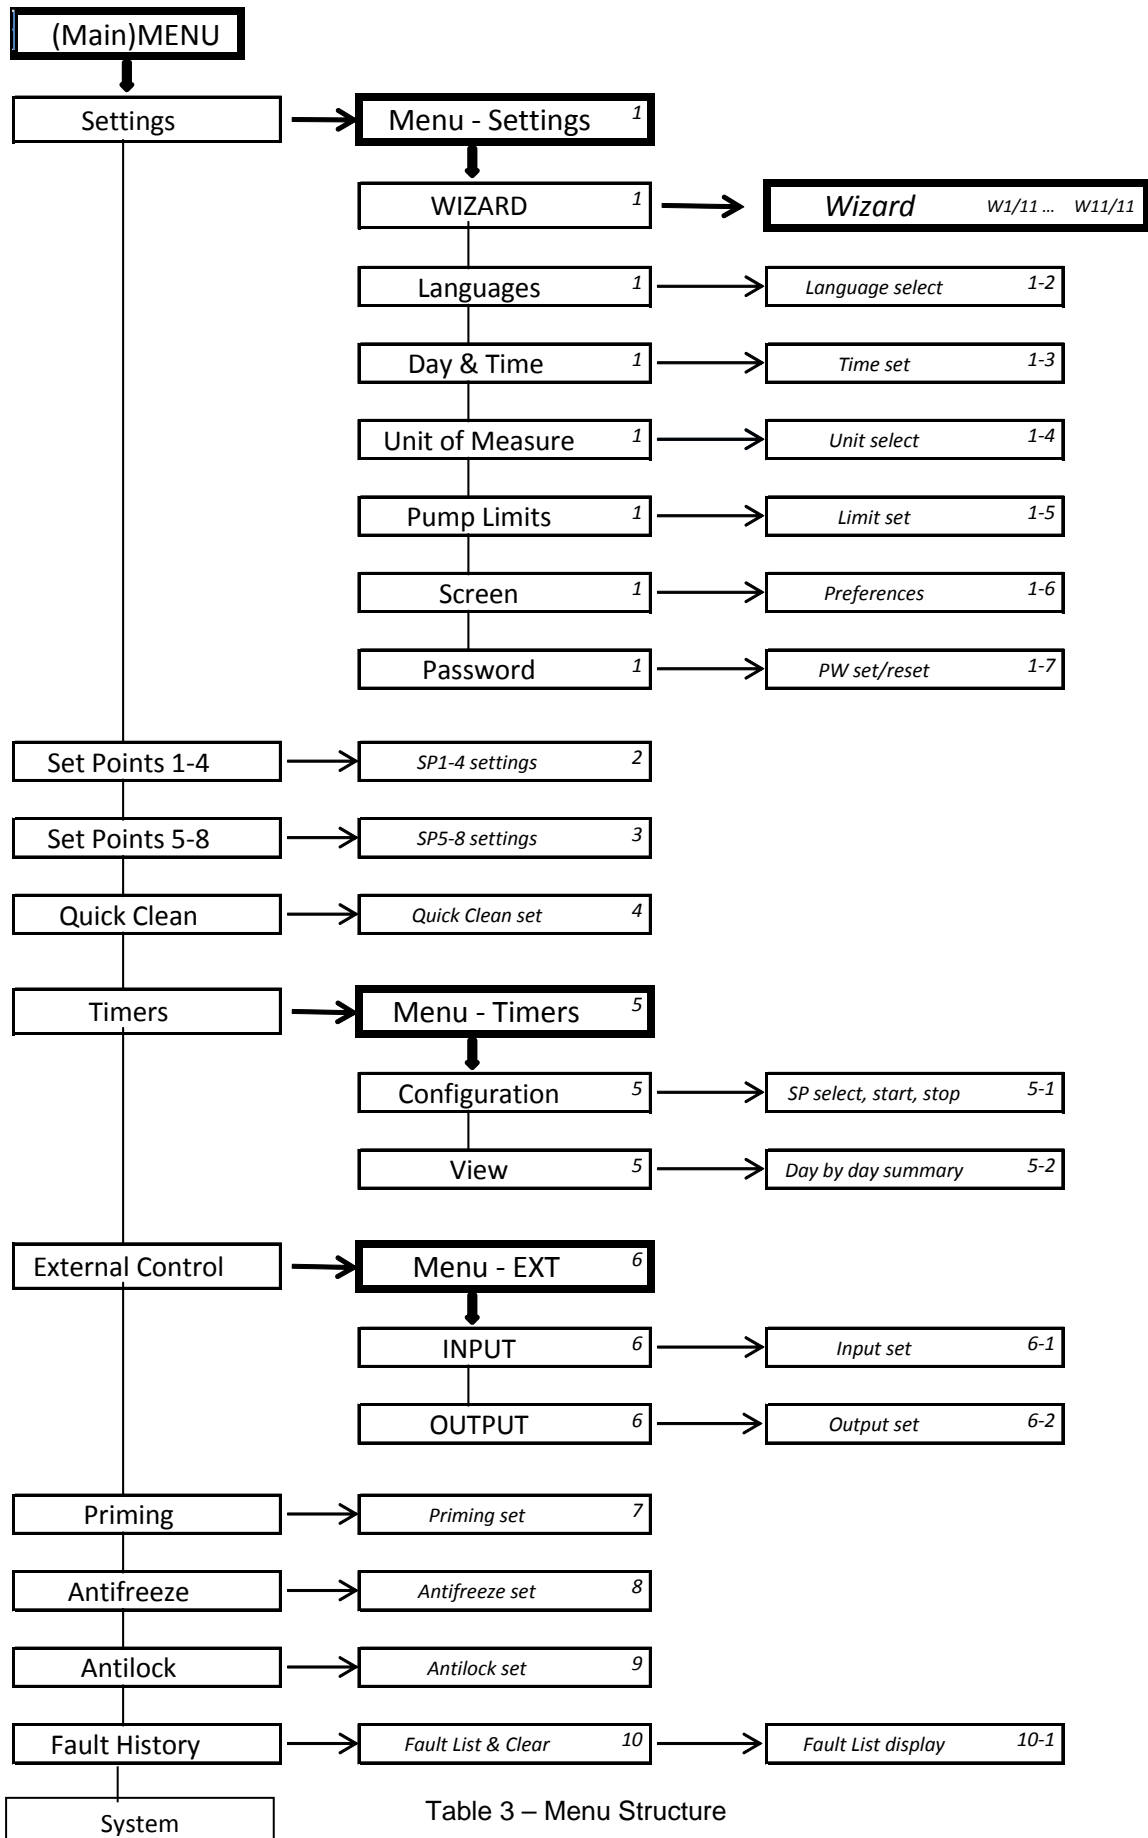 (Main)MENU
Settings
Menu - Settings 1
WIZARD 1
Wizard W1/11 ... W11/11
Languages 1
Language select 1-2
Day & Time 1
Time set 1-3
Unit of Measure 1
Unit select 1-4
Pump Limits 1
Limit set 1-5
Screen 1
Preferences 1-6
Password 1
PW set/reset 1-7
Set Points 1-4
SP1-4 settings 2
Set Points 5-8
SP5-8 settings 3
Quick Clean
Quick Clean set 4
Timers
Menu - Timers 5
Configuration 5
SP select, start, stop 5-1
View 5
Day by day summary 5-2
External Control
Menu - EXT 6
INPUT 6
Input set 6-1
OUTPUT 6
Output set 6-2
Priming
Priming set 7
Antifreeze
Antifreeze set 8
Antilock
Antilock set 9
Fault History
Fault List & Clear 10
Fault List display 10-1
System
Table 3 – Menu Structure